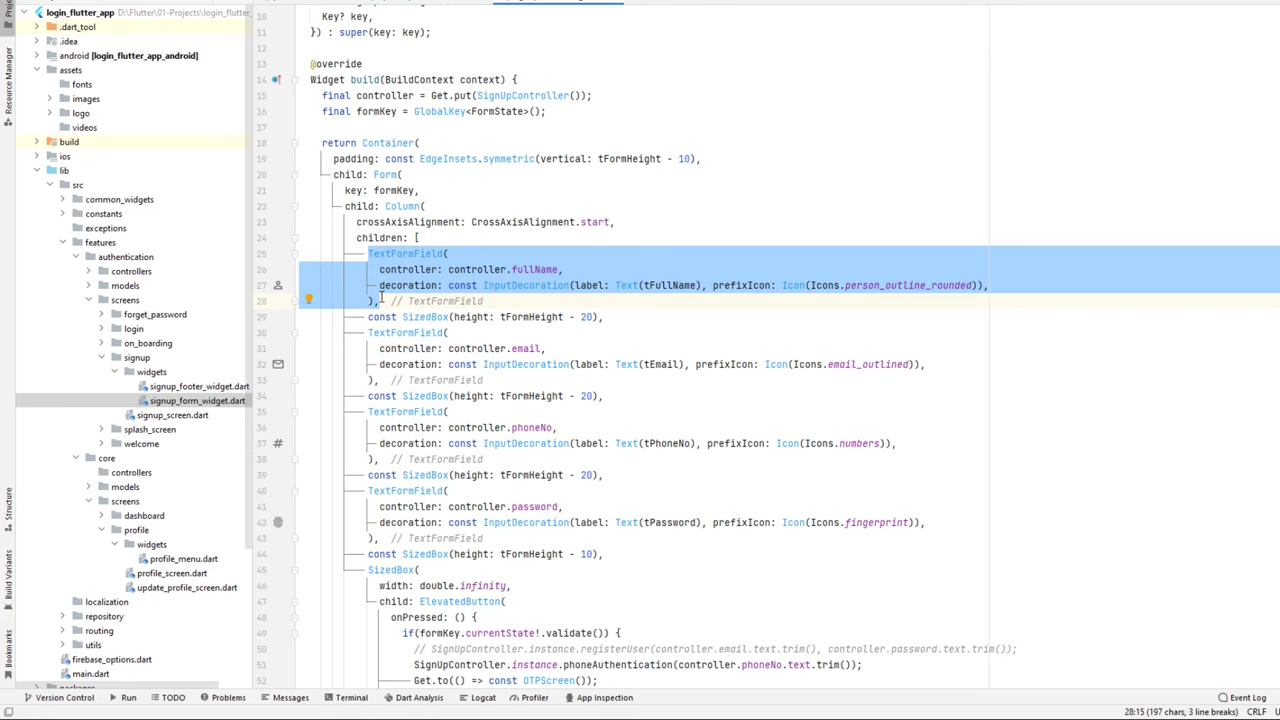 login_flutter_app D:\Flutter\01-Projects\login_flutter_
.dart_tool
.idea
android [login_flutter_app_android]
assets
fonts
images
logo
videos
build
ios
lib
src
common_widgets
constants
exceptions
features
authentication
controllers
models
screens
forget_password
login
on_boarding
signup
widgets
signup_footer_widget.dart
signup_form_widget.dart
signup_screen.dart
splash_screen
welcome
core
controllers
models
screens
dashboard
profile
widgets
profile_menu.dart
profile_screen.dart
update_profile_screen.dart
localization
repository
routing
utils
firebase_options.dart
main.dart
Resource Manager
Structure
Build Variants
Bookmarks
10 Key? key,
11 }) : super(key: key);
12
13 @override
14 Widget build(BuildContext context) {
15 final controller = Get.put(SignUpController());
16 final formKey = GlobalKey<FormState>();
17
18 return Container(
19 padding: const EdgeInsets.symmetric(vertical: tFormHeight - 10),
20 child: Form(
21 key: formKey,
22 child: Column(
23 crossAxisAlignment: CrossAxisAlignment.start,
24 children: [
25 TextFormField(
26 controller: controller.fullName,
27 decoration: const InputDecoration(label: Text(tFullName), prefixIcon: Icon(Icons.person_outline_rounded)),
28 ), // TextFormField
29 const SizedBox(height: tFormHeight - 20),
30 TextFormField(
31 controller: controller.email,
32 decoration: const InputDecoration(label: Text(tEmail), prefixIcon: Icon(Icons.email_outlined)),
33 ), // TextFormField
34 const SizedBox(height: tFormHeight - 20),
35 TextFormField(
36 controller: controller.phoneNo,
37 decoration: const InputDecoration(label: Text(tPhoneNo), prefixIcon: Icon(Icons.numbers)),
38 ), // TextFormField
39 const SizedBox(height: tFormHeight - 20),
40 TextFormField(
41 controller: controller.password,
42 decoration: const InputDecoration(label: Text(tPassword), prefixIcon: Icon(Icons.fingerprint)),
43 ), // TextFormField
44 const SizedBox(height: tFormHeight - 10),
45 SizedBox(
46 width: double.infinity,
47 child: ElevatedButton(
48 onPressed: () {
49 if(formKey.currentState!.validate()) {
50 // SignUpController.instance.registerUser(controller.email.text.trim(), controller.password.text.trim());
51 SignUpController.instance.phoneAuthentication(controller.phoneNo.text.trim());
52 Get.to(() => const OTPScreen());
Version Control Run TODO Problems Messages Terminal Dart Analysis Logcat Profiler App Inspection Event Log
28:15 (197 chars, 3 line breaks) CRLF